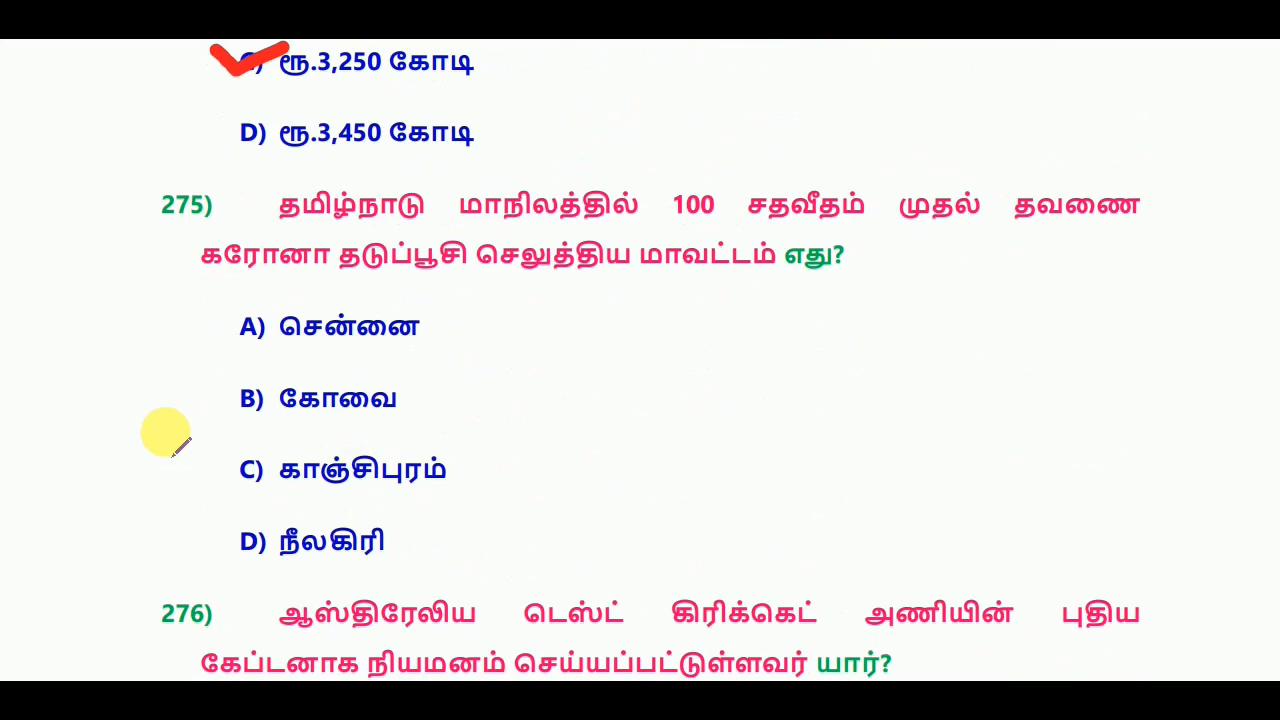 C) ரூ.3,250 கோடி
D) ரூ.3,450 கோடி
275) தமிழ்நாடு மாநிலத்தில் 100 சதவீதம் முதல் தவணை
கரோனா தடுப்பூசி செலுத்திய மாவட்டம் எது?
A) சென்னை
B) கோவை
C) காஞ்சிபுரம்
D) நீலகிரி
276) ஆஸ்திரேலிய டெஸ்ட் கிரிக்கெட் அணியின் புதிய
கேப்டனாக நியமனம் செய்யப்பட்டுள்ளவர் யார்?